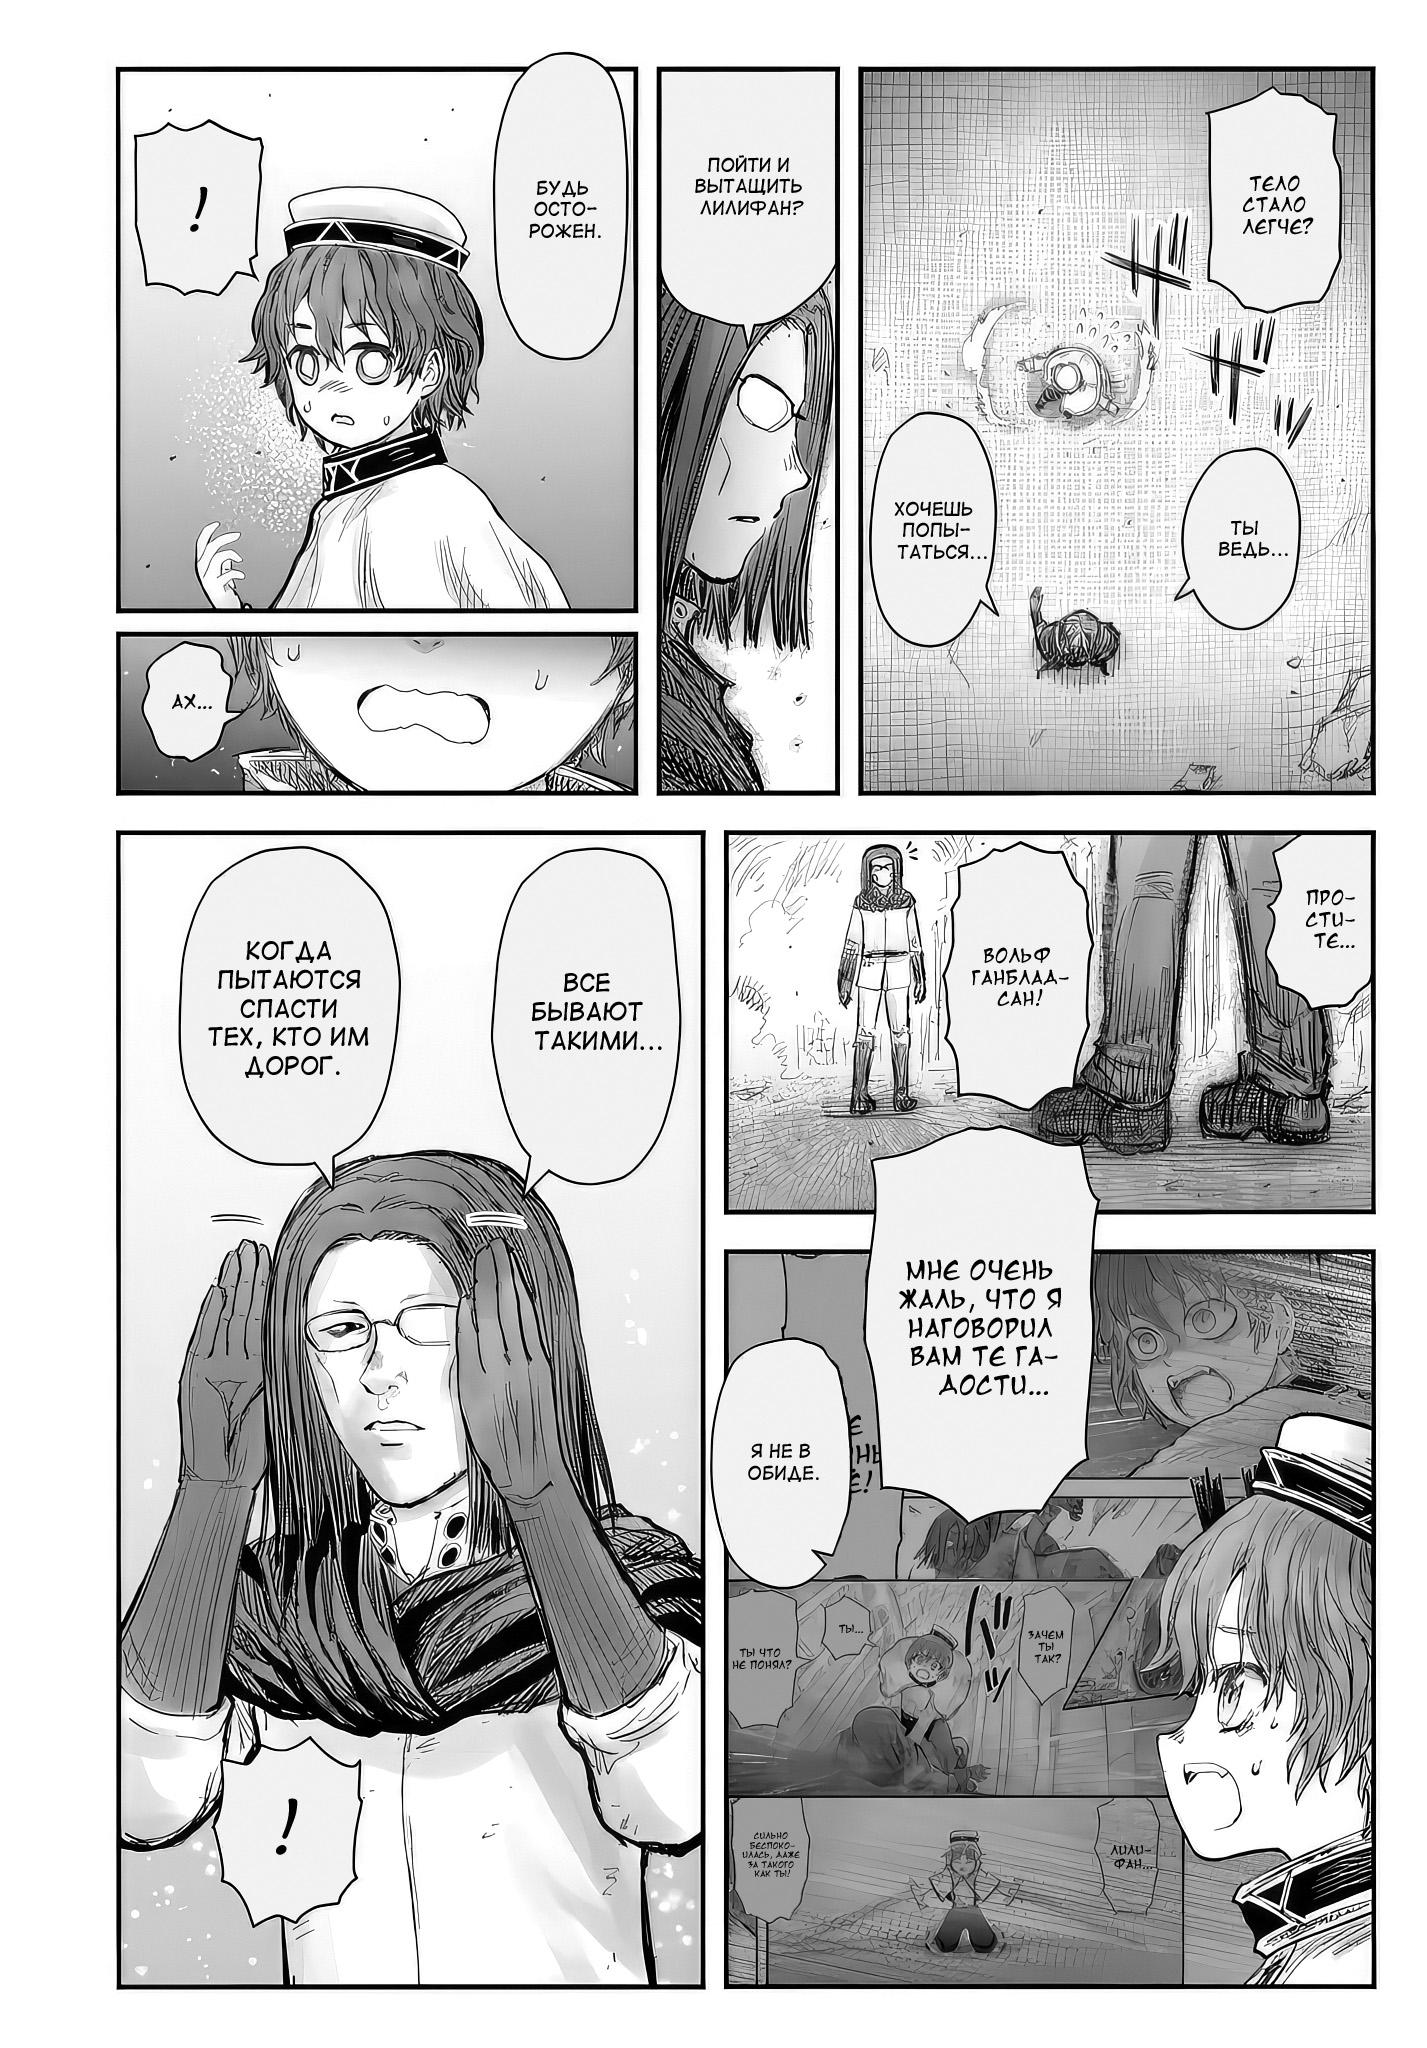 ТЕЛО
СТАЛО
ЛЕГЧЕ?
ТЫ
ВЕДЬ...
ХОЧЕШЬ
ПОПЫ-
ТАТЬСЯ...
ПОЙТИ И
ВЫТАЩИТЬ
ЛИЛИФАН?
БУДЬ
ОСТО-
РОЖЕН.
!
АХ...
ПРО-
СТИ-
ТЕ...
ВОЛЬФ
ГАНБЛАД-
САН!
МНЕ ОЧЕНЬ
ЖАЛЬ, ЧТО Я
НАГОВОРИЛ
ВАМ ТЕ ГА-
ДОСТИ...
Я НЕ В
ОБИДЕ.
ЗАЧЕМ
ТЫ
ТАК?
ТЫ...
ТЫ ЧТО
НЕ ПОНЯЛ?
ЛИЛИ-
ФАН...
СИЛЬНО
БЕСПОКО-
ИЛАСЬ, ДАЖЕ
ЗА ТАКОГО
КАК ТЫ!
ВСЕ
БЫВАЮТ
ТАКИМИ...
КОГДА
ПЫТАЮТСЯ
СПАСТИ
ТЕХ, КТО ИМ
ДОРОГ.
!